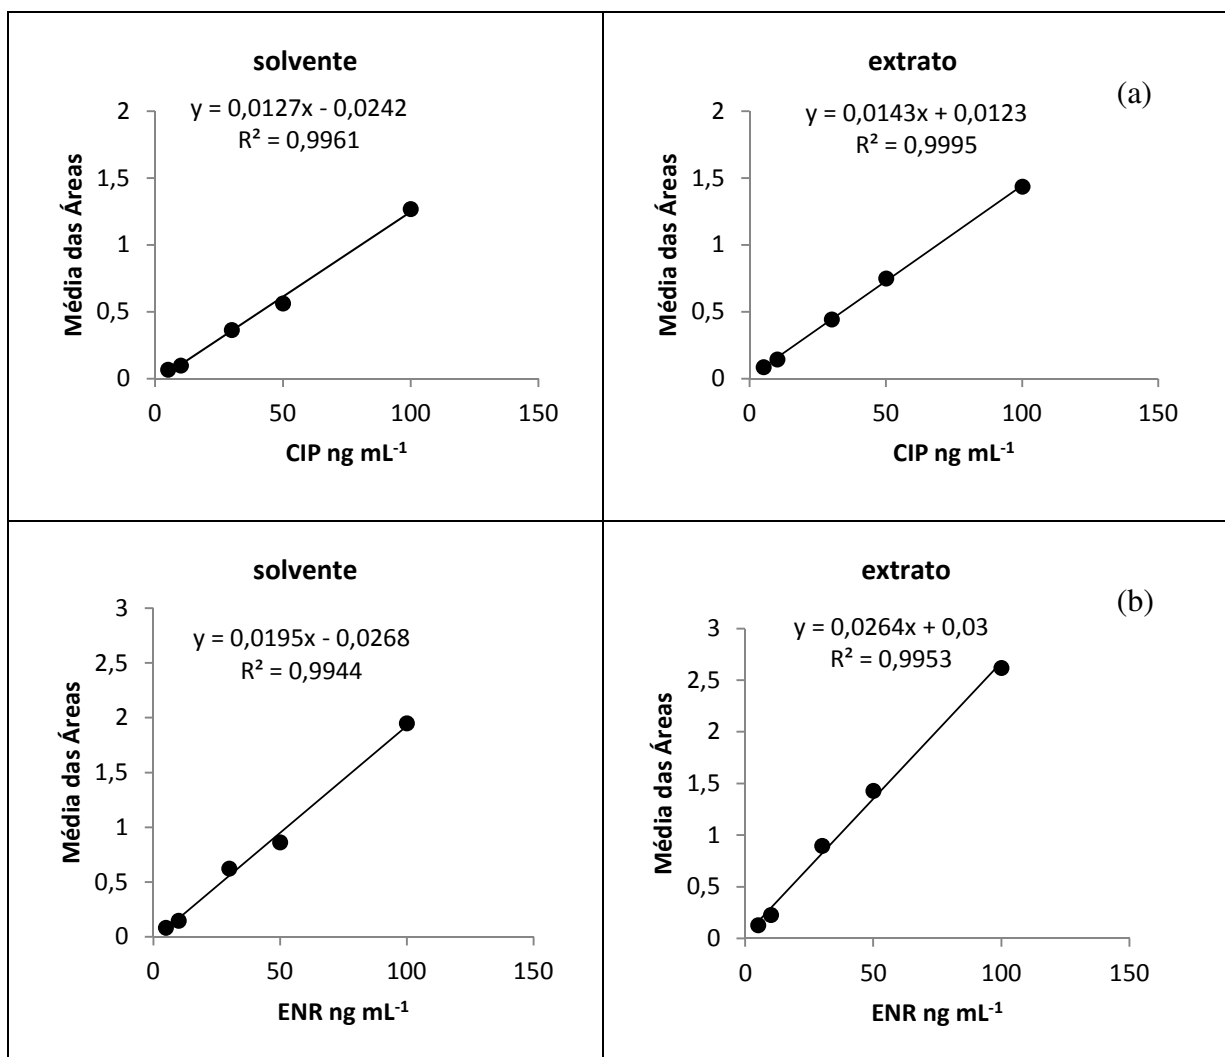 solvente
y = 0,0127x - 0,0242
R² = 0,9961
2
1,5
1
0,5
0
0 50 100 150
Média das Áreas
CIP ng mL⁻¹
extrato
(a)
y = 0,0143x + 0,0123
R² = 0,9995
2
1,5
1
0,5
0
0 50 100 150
Média das Áreas
CIP ng mL⁻¹
solvente
y = 0,0195x - 0,0268
R² = 0,9944
3
2,5
2
1,5
1
0,5
0
0 50 100 150
Média das Áreas
ENR ng mL⁻¹
extrato
(b)
y = 0,0264x + 0,03
R² = 0,9953
3
2,5
2
1,5
1
0,5
0
0 50 100 150
Média das Áreas
ENR ng mL⁻¹